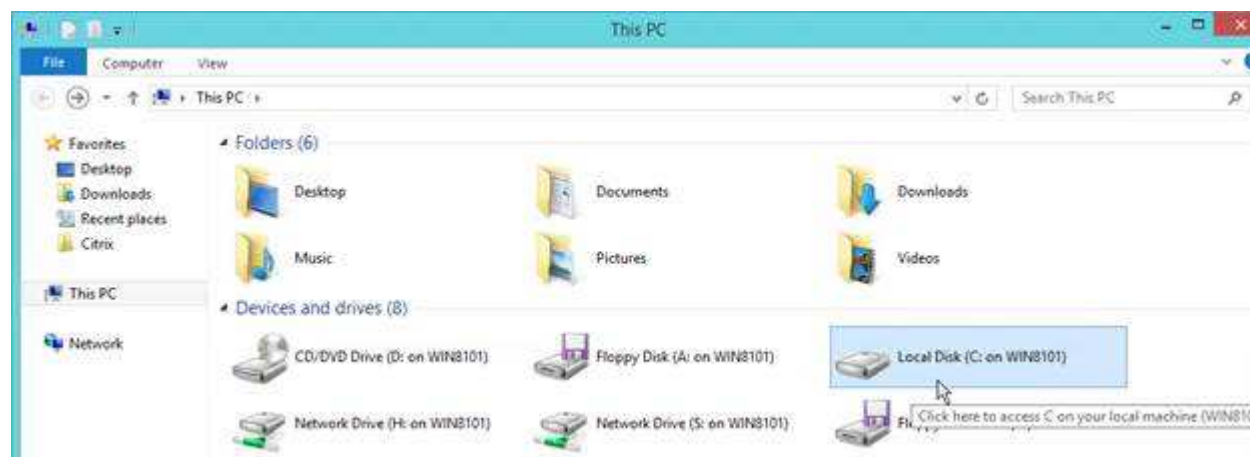 This PC
File Computer View
This PC
Search This PC
Favorites
Folders (6)
Desktop
Downloads
Recent places
Citrix
Desktop
Documents
Downloads
Music
Pictures
Videos
This PC
Devices and drives (8)
Network
CD/DVD Drive (D: on WIN8101)
Floppy Disk (A: on WIN8101)
Local Disk (C: on WIN8101)
Click here to access C on your local machine (WIN810
Network Drive (H: on WIN8101)
Network Drive (S: on WIN8101)